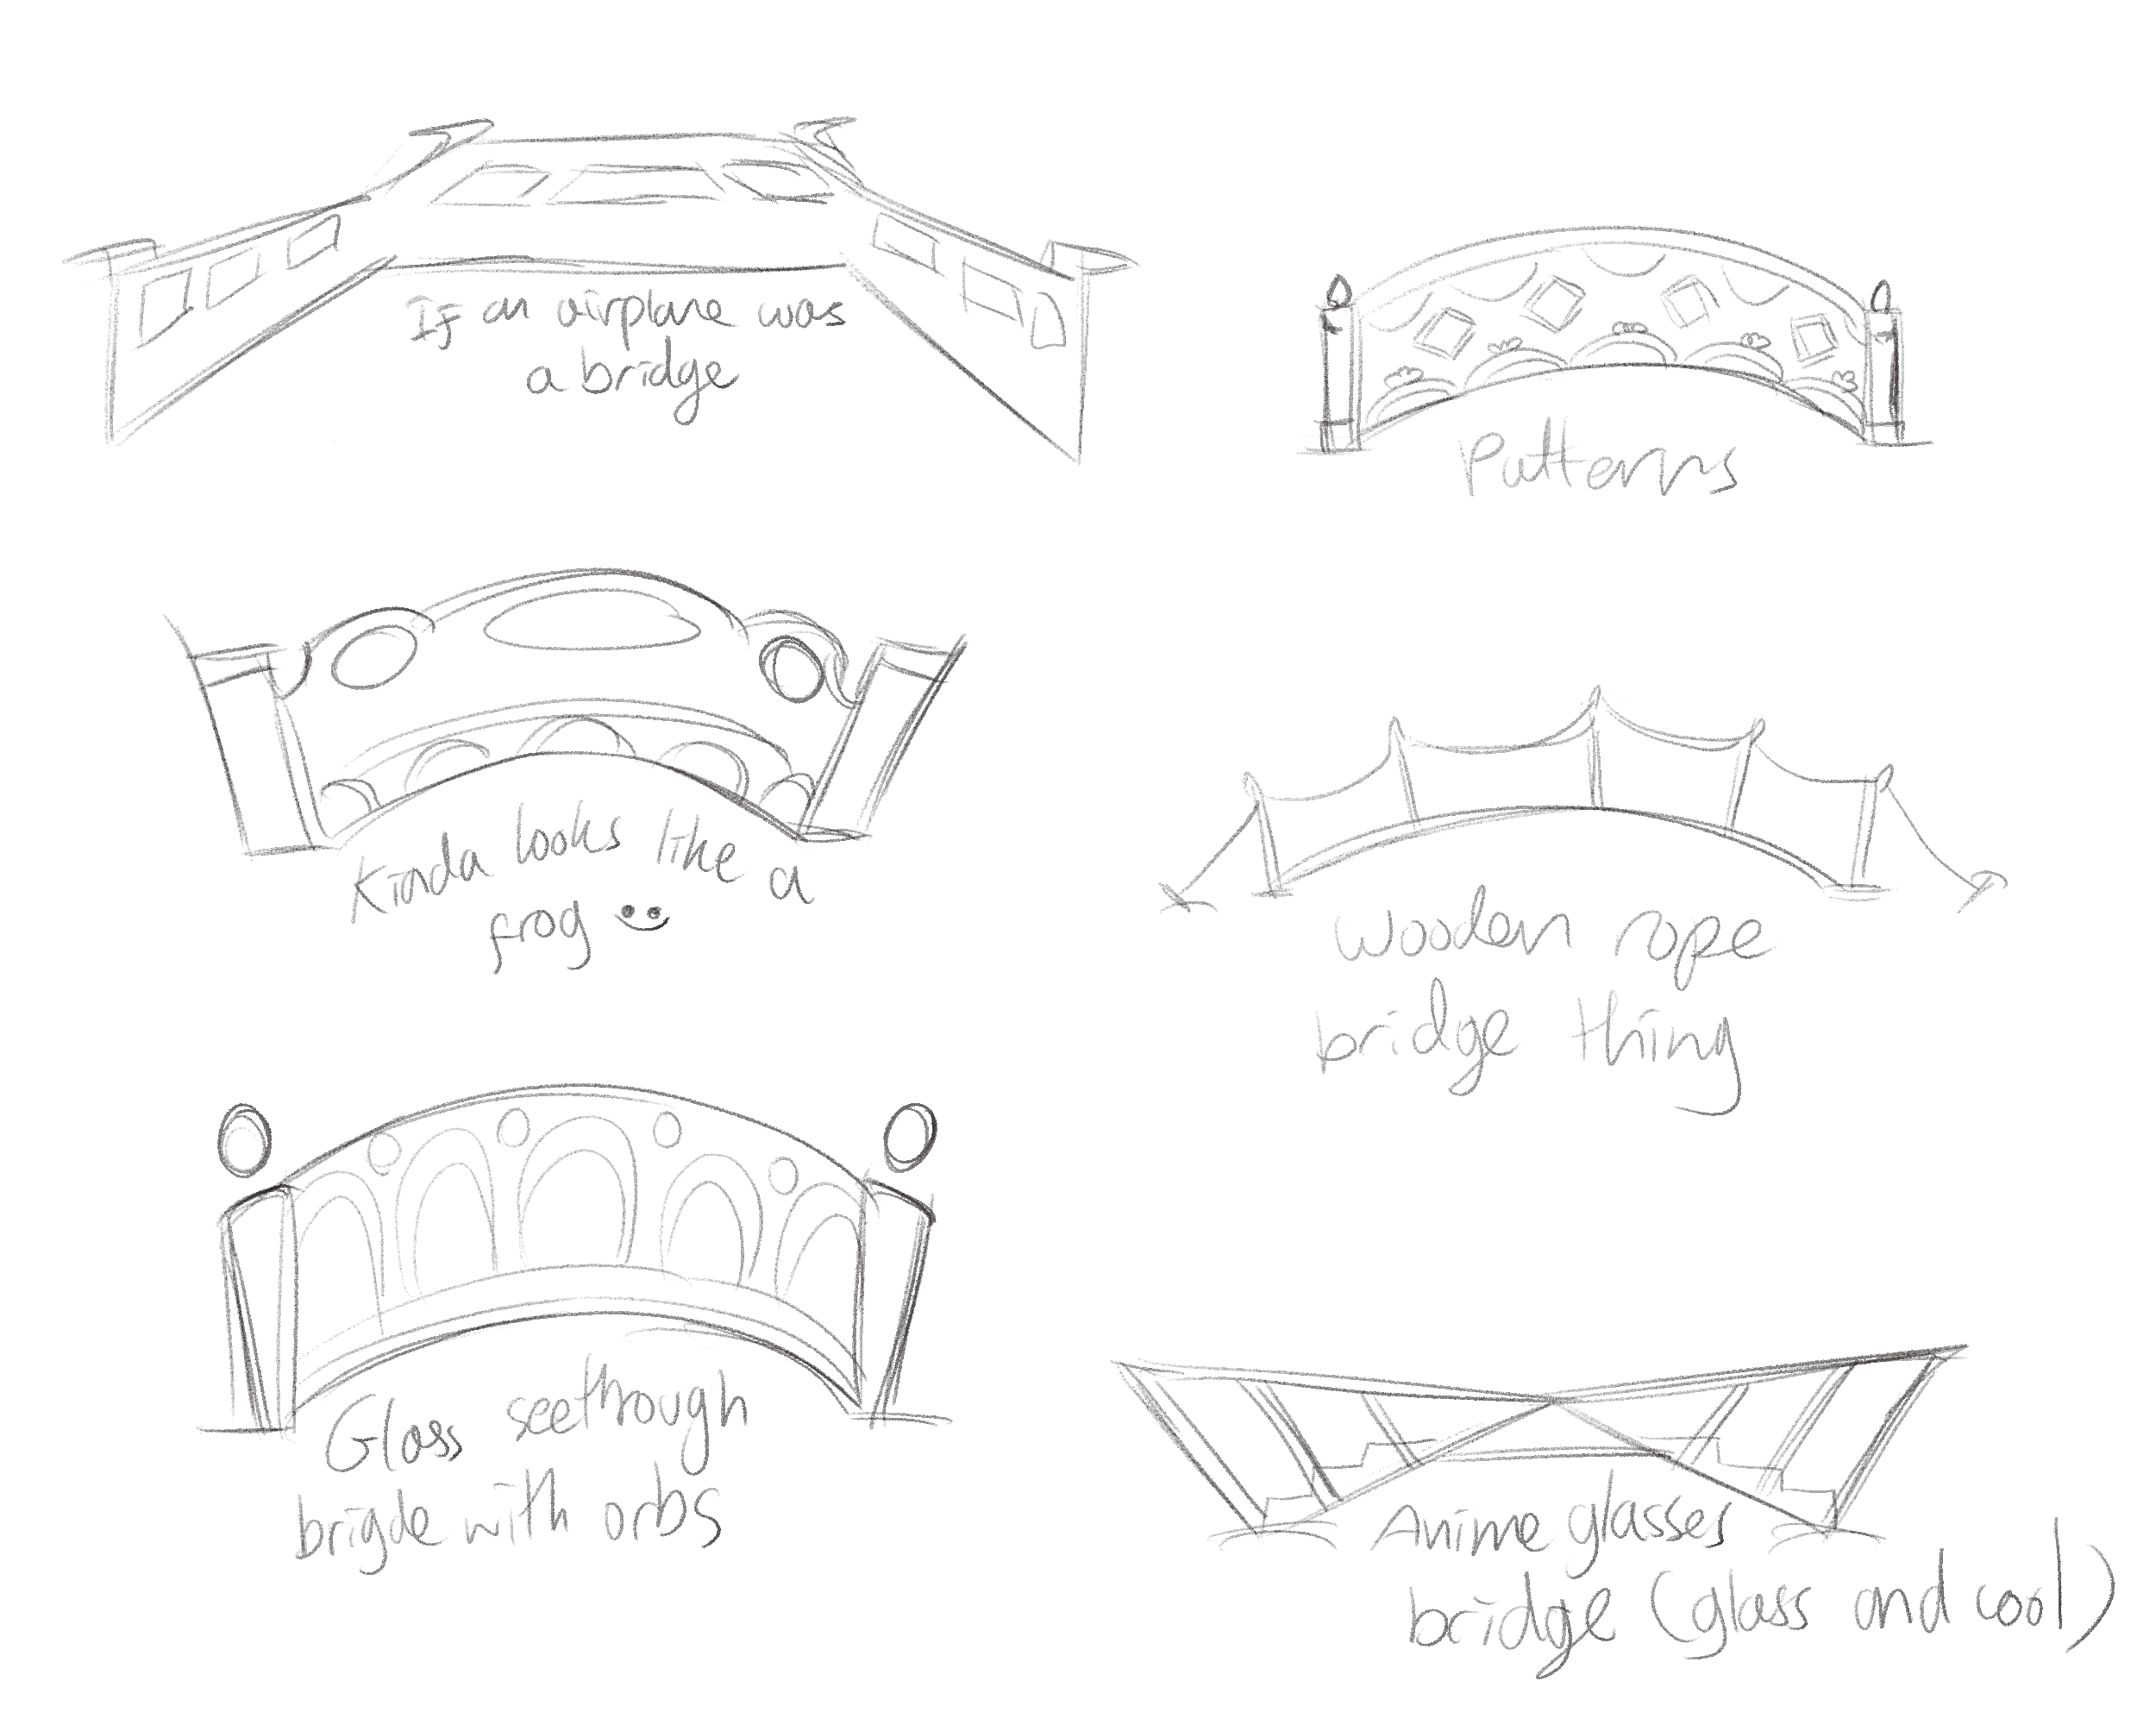 If an airplane was
a bridge
Patterns
Kinda looks like a
frog
Wooden rope
bridge thing
Glass seethrough
brigde with orbs
Anime glasses
bridge (glass and cool)